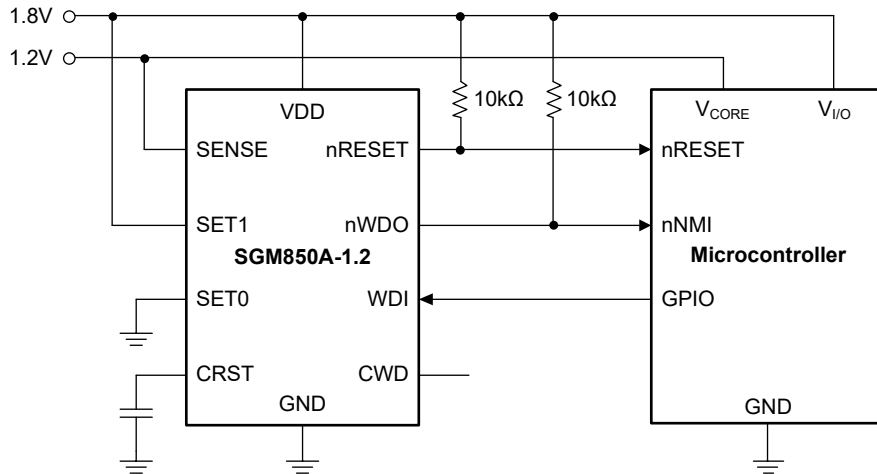 1.8V
1.2V
VDD
10kΩ
10kΩ
VCORE
VI/O
SENSE
nRESET
nRESET
SET1
nWDO
nNMI
SGM850A-1.2
Microcontroller
SET0
WDI
GPIO
CRST
CWD
GND
GND